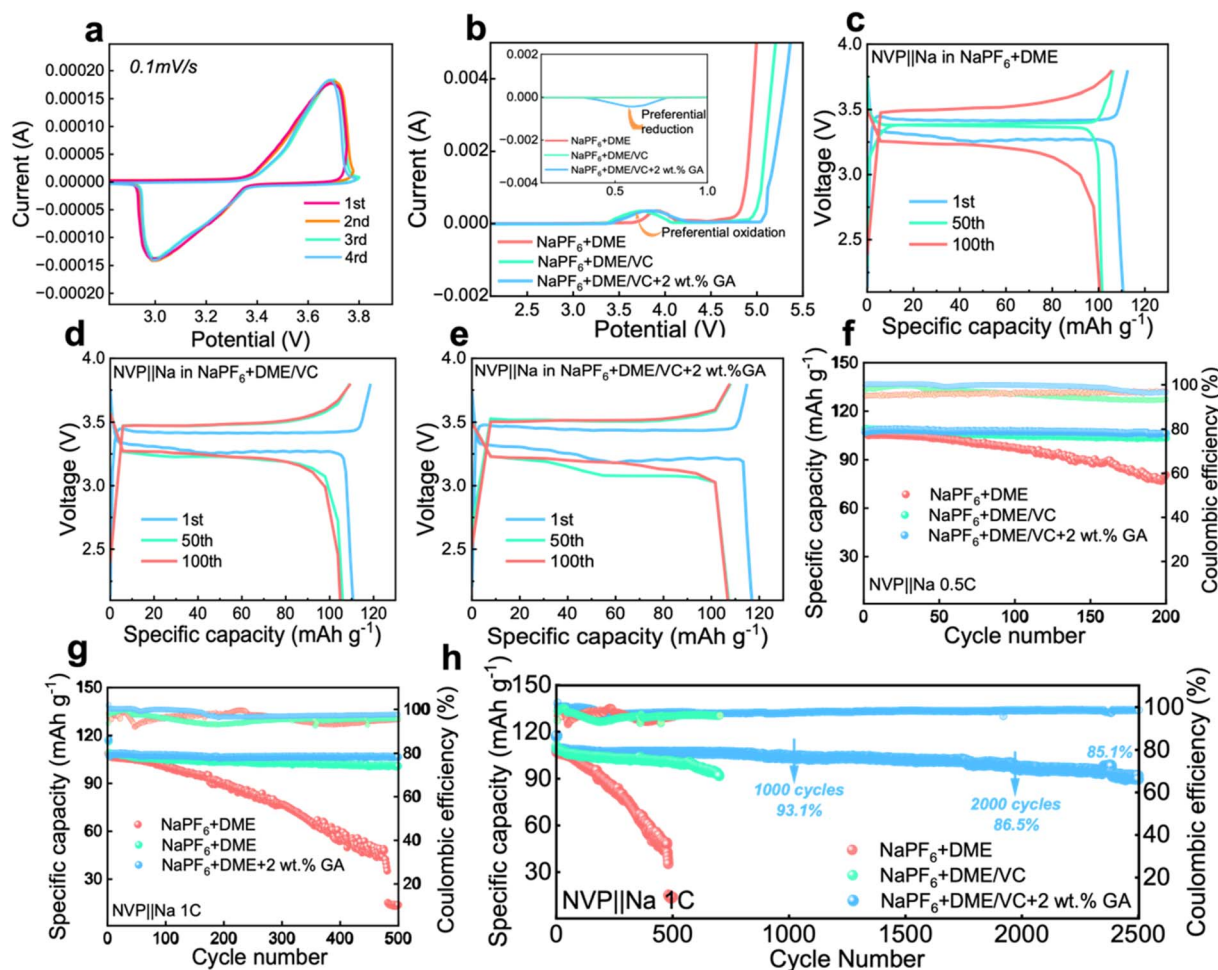 a
0.1mV/s
0.00020
0.00015
0.00010
0.00005
0.00000
−0.00005
−0.00010
−0.00015
−0.00020
Current (A)
1st
2nd
3rd
4rd
3.0 3.2 3.4 3.6 3.8
Potential (V)
b
0.004
0.002
0.000
−0.002
Current (A)
0.002
0.000
−0.002
−0.004
Preferential
reduction
NaPF6+DME
NaPF6+DME/VC
NaPF6+DME/VC+2 wt.% GA
0.5 1.0
Preferential oxidation
NaPF6+DME
NaPF6+DME/VC
NaPF6+DME/VC+2 wt.% GA
2.5 3.0 3.5 4.0 4.5 5.0 5.5
Potential (V)
c
NVP||Na in NaPF6+DME
4.0
3.5
3.0
2.5
Voltage (V)
1st
50th
100th
0 20 40 60 80 100 120
Specific capacity (mAh g-1)
d
NVP||Na in NaPF6+DME/VC
4.0
3.5
3.0
2.5
Voltage (V)
1st
50th
100th
0 20 40 60 80 100 120
Specific capacity (mAh g-1)
e
NVP||Na in NaPF6+DME/VC+2 wt.%GA
4.0
3.5
3.0
2.5
Voltage (V)
1st
50th
100th
0 20 40 60 80 100 120
Specific capacity (mAh g-1)
f
150
120
90
60
30
Specific capacity (mAh g-1)
100
80
60
40
20
Coulombic efficiency (%)
NaPF6+DME
NaPF6+DME/VC
NaPF6+DME/VC+2 wt.% GA
NVP||Na 0.5C
0 50 100 150 200
Cycle number
g
150
120
90
60
30
Specific capacity (mAh g-1)
100
80
60
40
20
Coulombic efficiency (%)
NaPF6+DME
NaPF6+DME
NaPF6+DME+2 wt.% GA
NVP||Na 1C
0 100 200 300 400 500
Cycle number
h
150
120
90
60
30
Specific capacity (mAh g-1)
100
80
60
40
20
Coulombic efficiency (%)
1000 cycles
93.1%
2000 cycles
86.5%
85.1%
NaPF6+DME
NaPF6+DME/VC
NaPF6+DME/VC+2 wt.% GA
NVP||Na 1C
0 500 1000 1500 2000 2500
Cycle Number